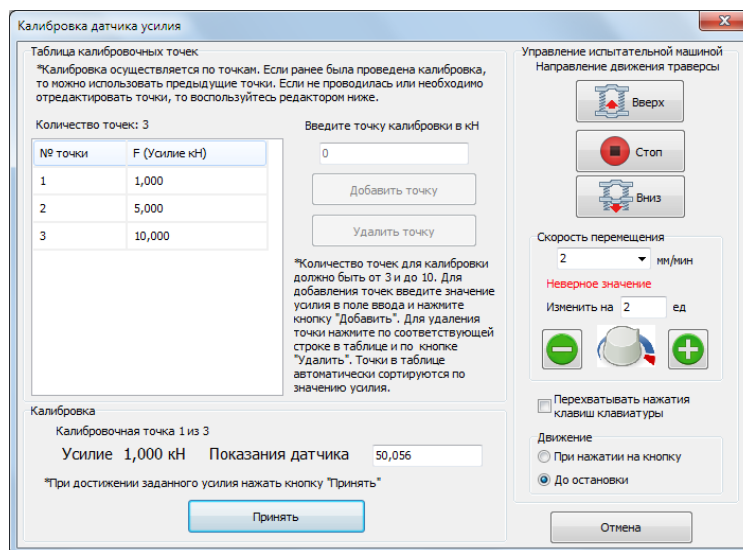 Калибровка датчика усилия
Таблица калибровочных точек
*Калибровка осуществляется по точкам. Если ранее была проведена калибровка,
то можно использовать предыдущие точки. Если не проводилась или необходимо
отредактировать точки, то воспользуйтесь редактором ниже.
Количество точек: 3
№ точки F (Усилие кН)
1 1,000
2 5,000
3 10,000
Введите точку калибровки в кН
0
Добавить точку
Удалить точку
*Количество точек для калибровки
должно быть от 3 и до 10. Для
добавления точек введите значение
усилия в поле ввода и нажмите
кнопку "Добавить". Для удаления
точки нажмите по соответствующей
строке в таблице и по кнопке
"Удалить". Точки в таблице
автоматически сортируются по
значению усилия.
Калибровка
Калибровочная точка 1 из 3
Усилие 1,000 кН Показания датчика 50,056
*При достижении заданного усилия нажать кнопку "Принять"
Принять
Управление испытательной машиной
Направление движения траверсы
Вверх
Стоп
Вниз
Скорость перемещения
2 мм/мин
Неверное значение
Изменить на 2 ед
Перехватывать нажатия
клавиш клавиатуры
Движение
При нажатии на кнопку
До остановки
Отмена